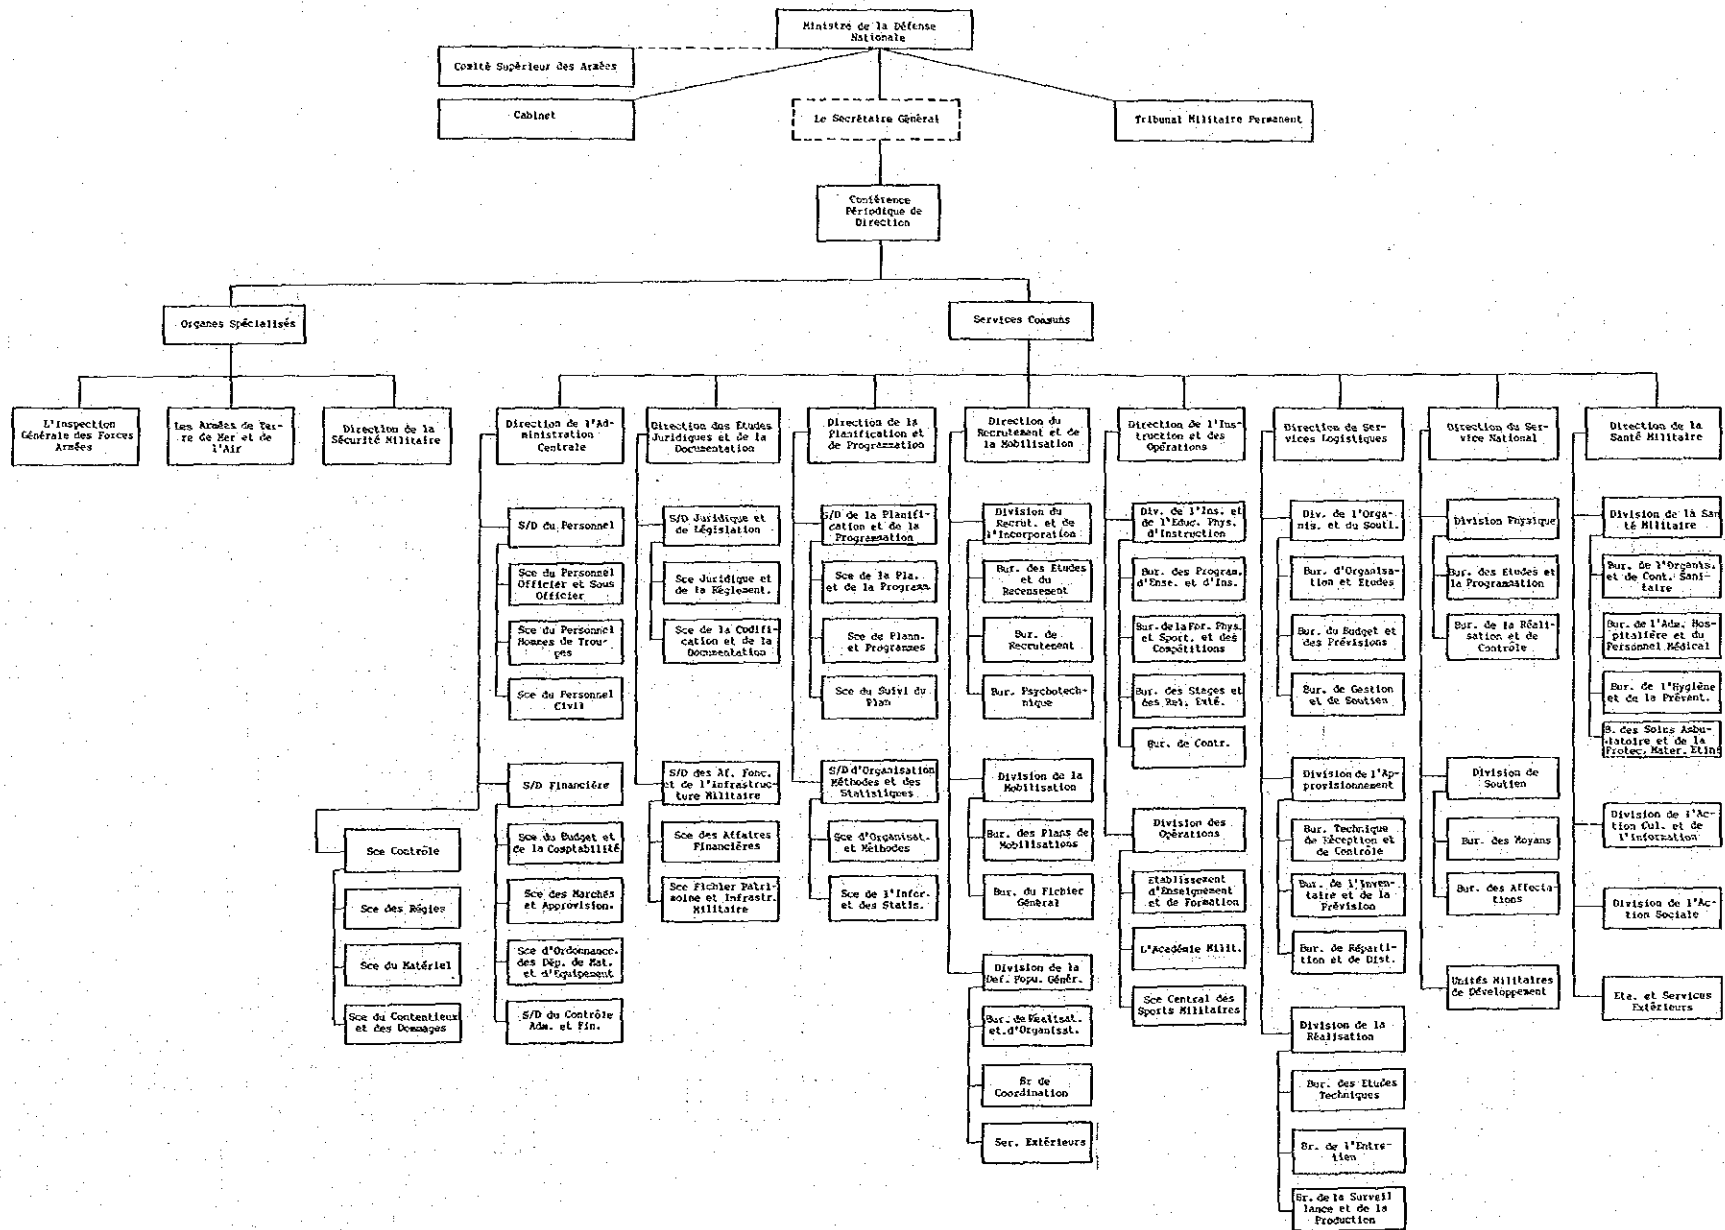 Ministre de la Défense
Nationale
Comité Supérieur des Armées
Cabinet
Le Secrétaire Général
Tribunal Militaire Permanent
Conférence
Périodique de
Direction
Organes Spécialisés
Services Communs
L'Inspection
Générale des Forces
Armées
Les Armées de Ter-
re de Mer et de
l'Air
Direction de la
Sécurité Militaire
Direction de l'Ad-
ministration
Centrale
Direction des Etudes
Juridiques et de la
Documentation
Direction de la
Planification et
de Programmation
Direction du
Recrutement et de
la Mobilisation
Direction de l'Ins-
truction et des
Opérations
Direction de Ser-
vices Logistiques
Direction du Ser-
vice National
Direction de la
Santé Militaire
S/D du Personnel
Sce du Personnel
Officier et Sous
Officier
Sce du Personnel
Hommes de Trou-
pes
Sce du Personnel
Civil
S/D Financière
Sce du Budget et
de la Comptabilité
Sce des Marchés
et Approvision.
Sce d'Ordonnance.
des Dép. de Mat.
et d'Equipement
S/D du Contrôle
Adm. et Fin.
Sce Contrôle
Sce des Régies
Sce du Matériel
Sce du Contentieux
et des Dommages
S/D Juridique et
de Législation
Sce Juridique et
de la Règlement.
Sce de la Codifi-
cation et de la
Documentation
S/D des Af. Fonc.
et de l'Infrastruc-
ture Militaire
Sce des Affaires
Financières
Sce Fichier Patri-
moine et Infrastr.
Militaire
S/D de la Planifi-
cation et de la
Programmation
Sce de la Pla.
et de la Programm
Sce de Plann.
et Programmes
Sce du Suivi du
Plan
S/D d'Organisation
Méthodes et des
Statistiques
Sce d'Organisat.
et Méthodes
Sce de l'Infor.
et des Statis.
Division du
Recrut. et de
l'Incorporation
Bur. des Etudes
et du
Recensement
Bur. de
Recrutement
Bur. Psychotech-
nique
Division de la
Mobilisation
Bur. des Plans de
Mobilisations
Bur. du Fichier
Général
Division de la
Def. Popu. Génér.
Bur. de Réalisat.
et d'Organisat.
Br de
Coordination
Ser. Extérieurs
Div. de l'Ins. et
de l'Educ. Phys.
d'Instruction
Bur. des Program.
d'Ense. et d'Ins.
Bur. de la For. Phys.
et Sport. et des
Compétitions
Bur. des Stages et
des Rel. Exté.
Bur. de Contr.
Division des
Opérations
Etablissement
d'Enseignement
et de Formation
L'Académie Milit.
Sce Central des
Sports Militaires
Div. de l'Orga-
nis. et du Souti.
Bur. d'Organisa-
tion et Etudes
Bur. du Budget et
des Prévisions
Bur. de Gestion
et de Soutien
Division de l'Ap-
provisionnement
Bur. Technique
de Réception et
de Contrôle
Bur. de l'Inven-
taire et de la
Prévision
Bur. de Réparti-
tion et de Dist.
Division de la
Réalisation
Bur. des Etudes
Techniques
Br. de l'Entre-
tien
Br. de la Surveil
lance et de la
Production
Division Physique
Bur. des Etudes et
la Programation
Bur. de la Réali-
sation et de
Contrôle
Division de
Soutien
Bur. des Moyans
Bur. des Affecta-
tions
Unités Militaires
de Développement
Division de la San
té Militaire
Bur. de l'Organis.
et de Cont. Sani-
taire
Bur. de l'Adm. Hos-
pitalière et du
Personnel Médical
Bur. de l'Hygiène
et de la Prévent.
B. des Soins Ambu-
latoire et de la
Protec. Mater.
Division de l'Ac-
tion Cul. et de
l'Information
Division de l'Ac-
tion Sociale
Ets. et Services
Extérieurs